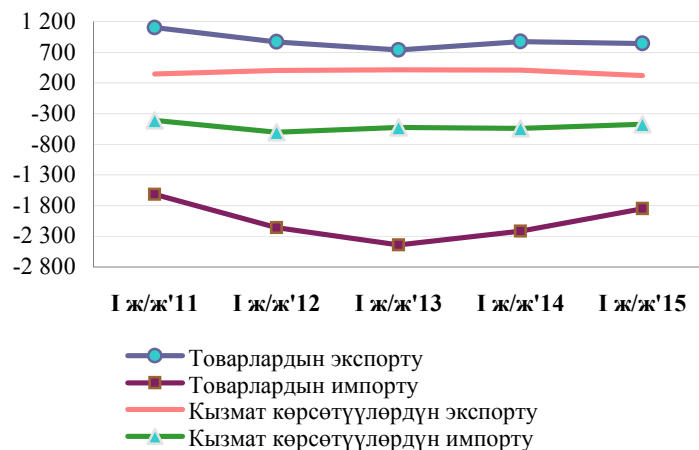 1 200
700
200
-300
-800
-1 300
-1 800
-2 300
-2 800
I ж/ж'11 I ж/ж'12 I ж/ж'13 I ж/ж'14 I ж/ж'15
Товарлардын экспорту
Товарлардын импорту
Кызмат көрсөтүүлөрдүн экспорту
Кызмат көрсөтүүлөрдүн импорту